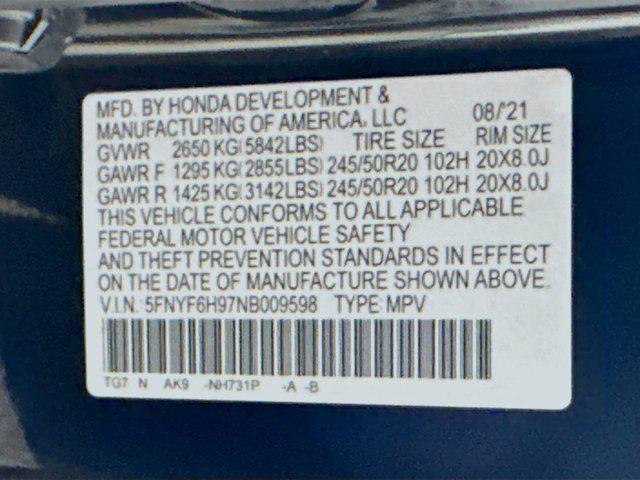 MFD. BY HONDA DEVELOPMENT &
MANUFACTURING OF AMERICA, LLC 08/21
GVWR 2650 KG(5842LBS) TIRE SIZE RIM SIZE
GAWR F 1295 KG(2855LBS) 245/50R20 102H 20X8.0J
GAWR R 1425 KG(3142LBS) 245/50R20 102H 20X8.0J
THIS VEHICLE CONFORMS TO ALL APPLICABLE
FEDERAL MOTOR VEHICLE SAFETY
AND THEFT PREVENTION STANDARDS IN EFFECT
ON THE DATE OF MANUFACTURE SHOWN ABOVE.
V.I.N. 5FNYF6H97NB009598 TYPE: MPV
TG7 N AK9 -NH731P -A -B